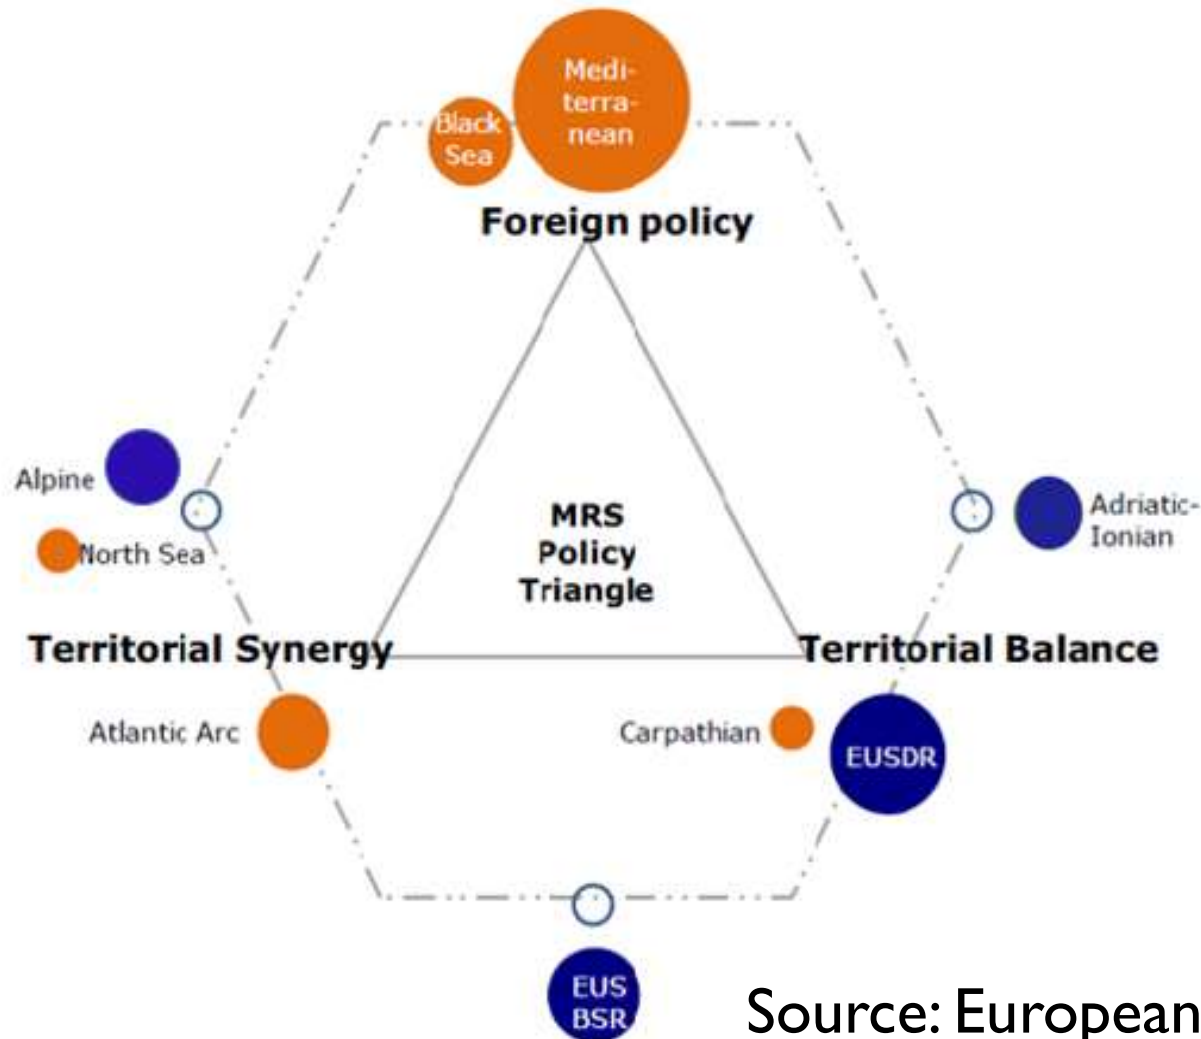 Medi-
terra-
nean
Black
Sea
Foreign policy
Alpine
North Sea
Adriatic-
Ionian
MRS
Policy
Triangle
Territorial Synergy
Territorial Balance
Atlantic Arc
Carpathian
EUSDR
EUS
BSR
Source: European